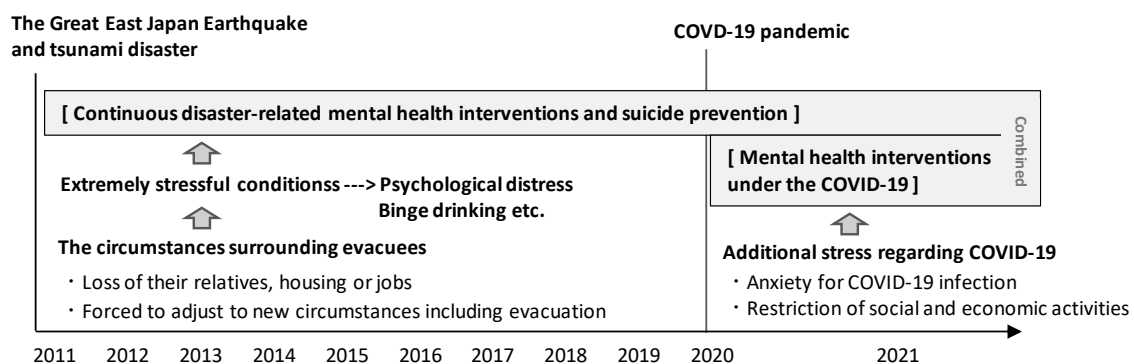 The Great East Japan Earthquake
and tsunami disaster
COVD-19 pandemic
[ Continuous disaster-related mental health interventions and suicide prevention ]
Combined
[ Mental health interventions
under the COVID-19 ]
Extremely stressful conditionss ---> Psychological distress
Binge drinking etc.
The circumstances surrounding evacuees
・Loss of their relatives, housing or jobs
・Forced to adjust to new circumstances including evacuation
Additional stress regarding COVID-19
・Anxiety for COVID-19 infection
・Restriction of social and economic activities
2011 2012 2013 2014 2015 2016 2017 2018 2019 2020 2021